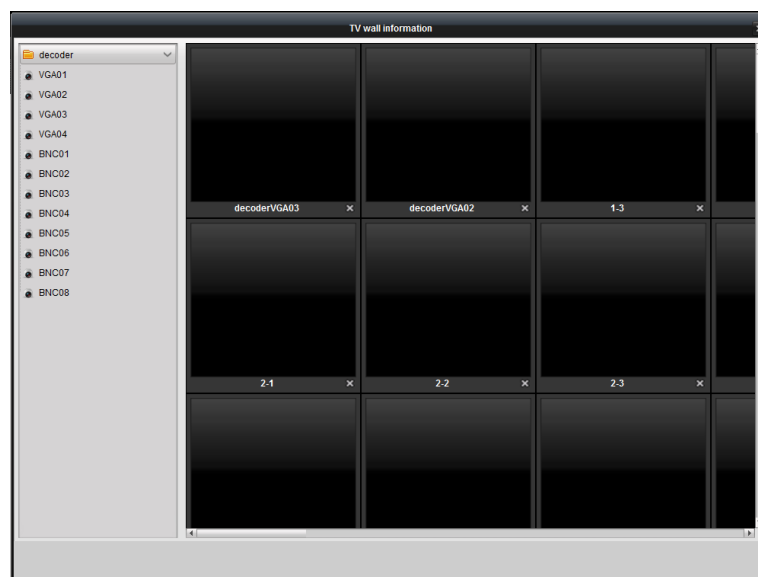 TV wall information
decoder
VGA01
VGA02
VGA03
VGA04
BNC01
BNC02
BNC03
BNC04
BNC05
BNC06
BNC07
BNC08
decoderVGA03
decoderVGA02
1-3
2-1
2-2
2-3